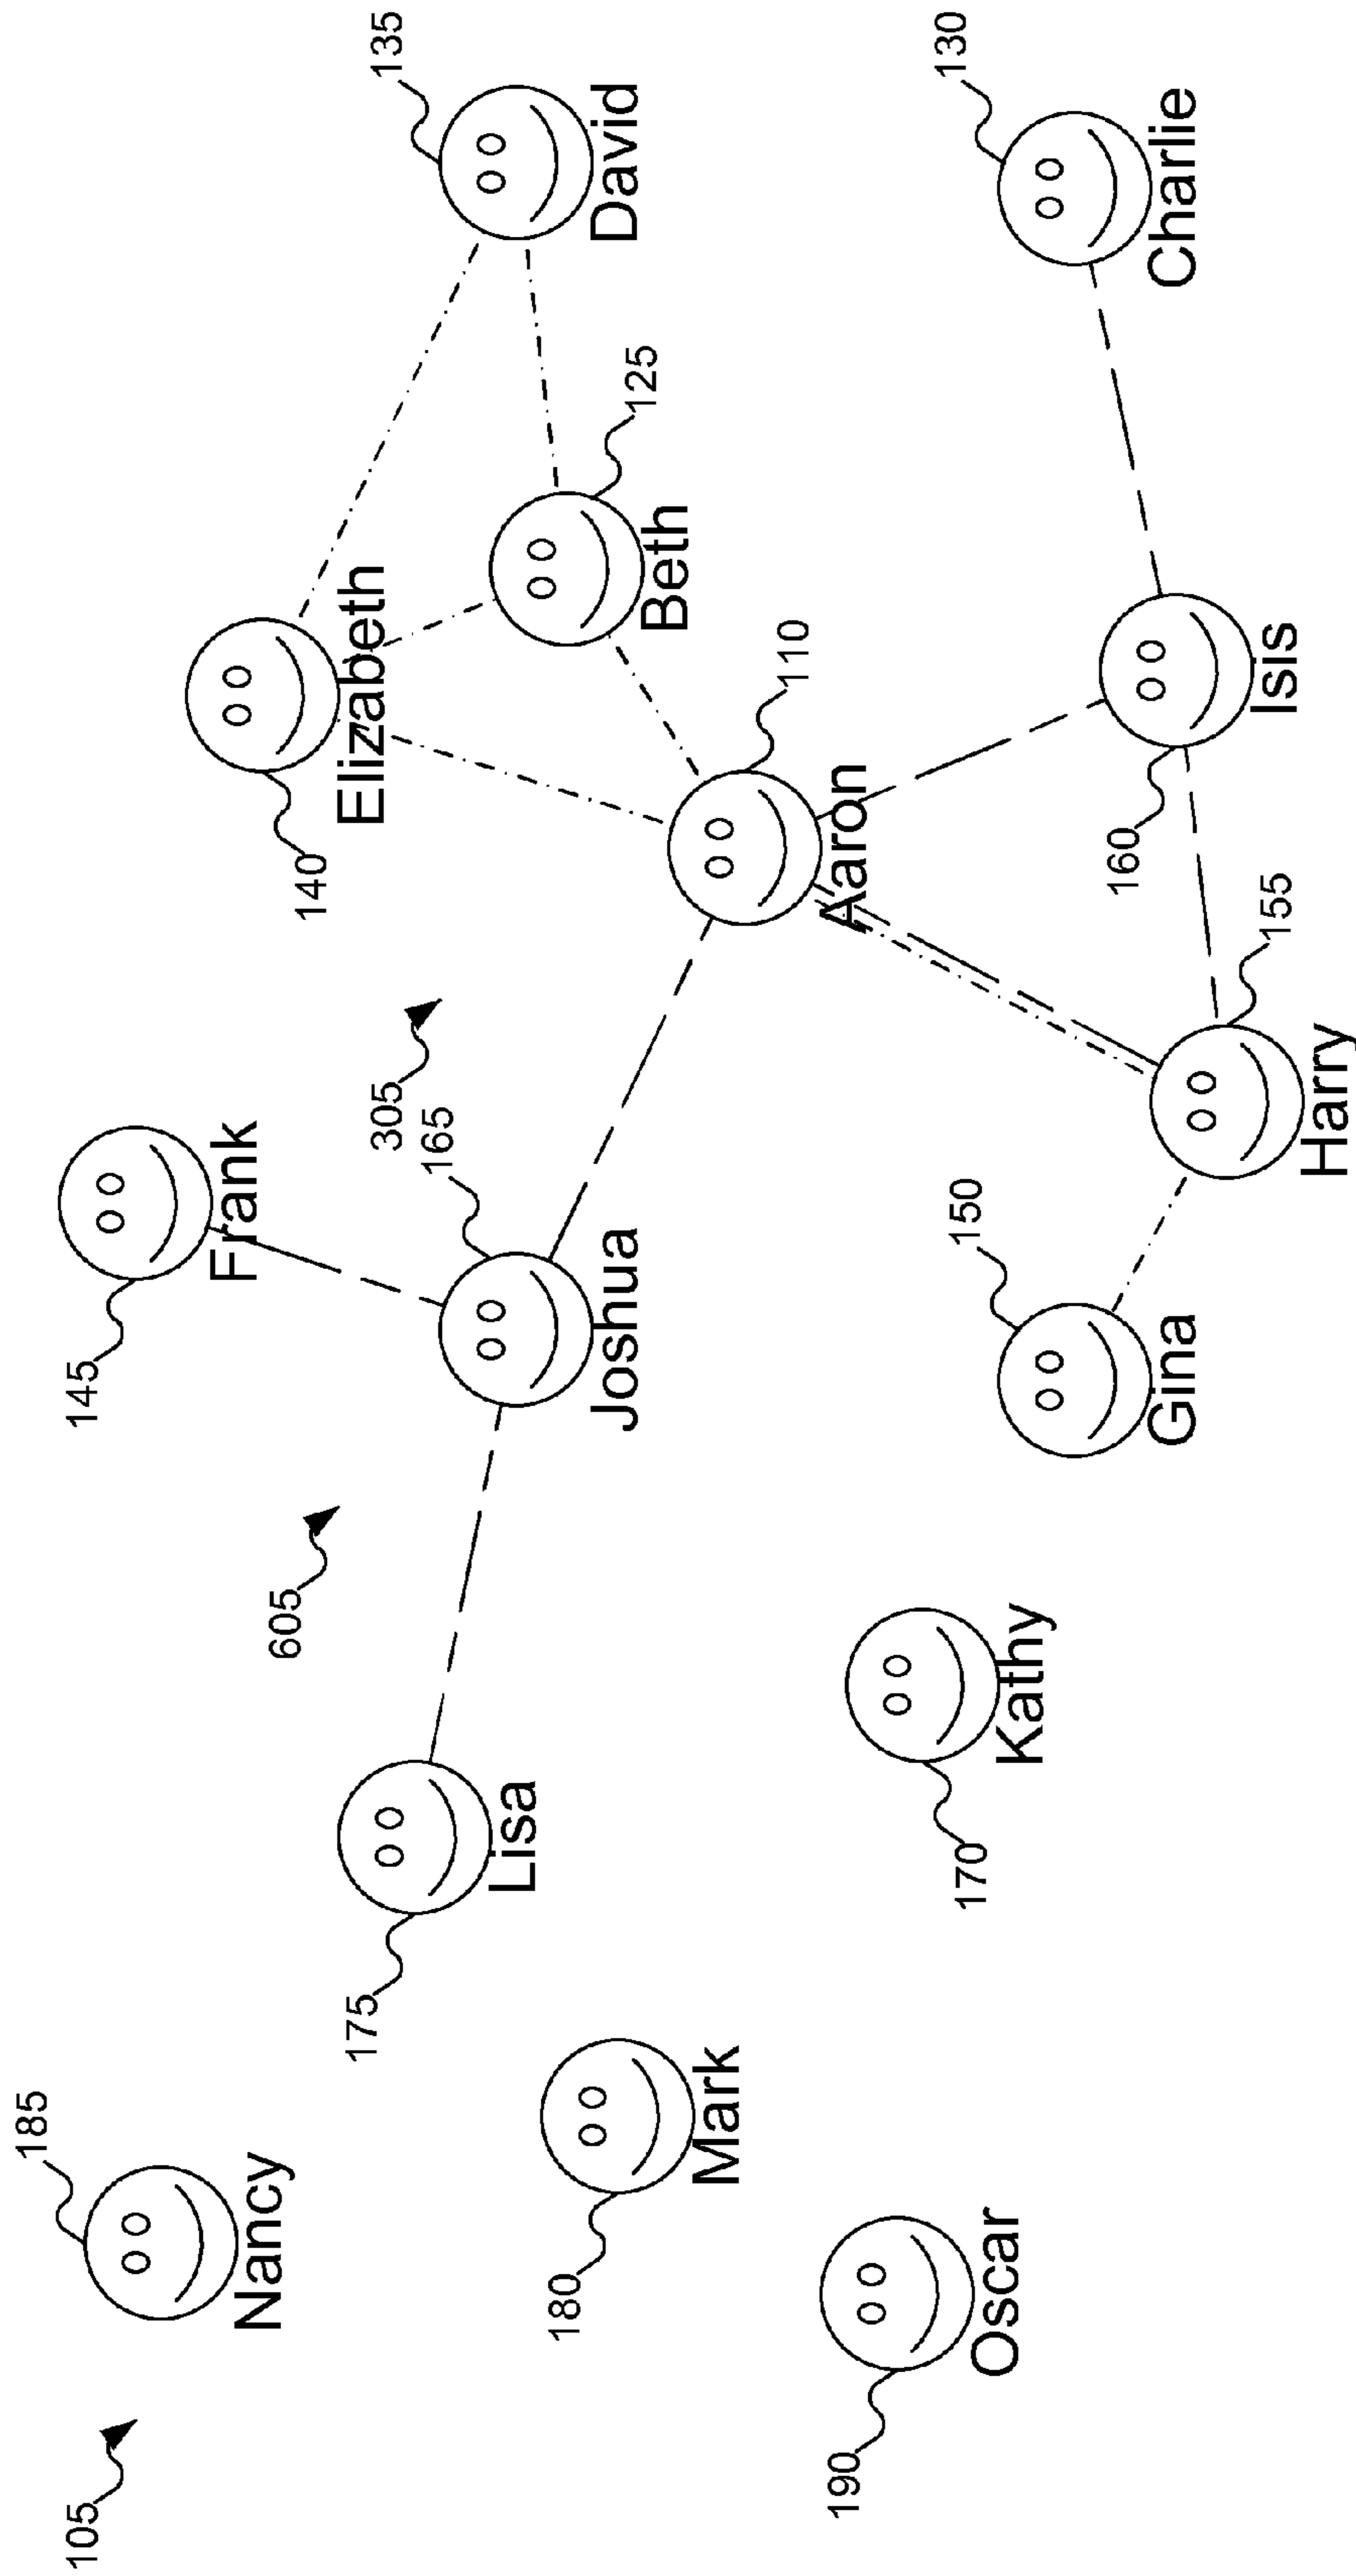 105
185
Nancy
180
Mark
190
Oscar
175
Lisa
605
170
Kathy
145
Frank
305
165
Joshua
150
Gina
155
Harry
140
Elizabeth
110
Aaron
125
Beth
160
Isis
135
David
130
Charlie